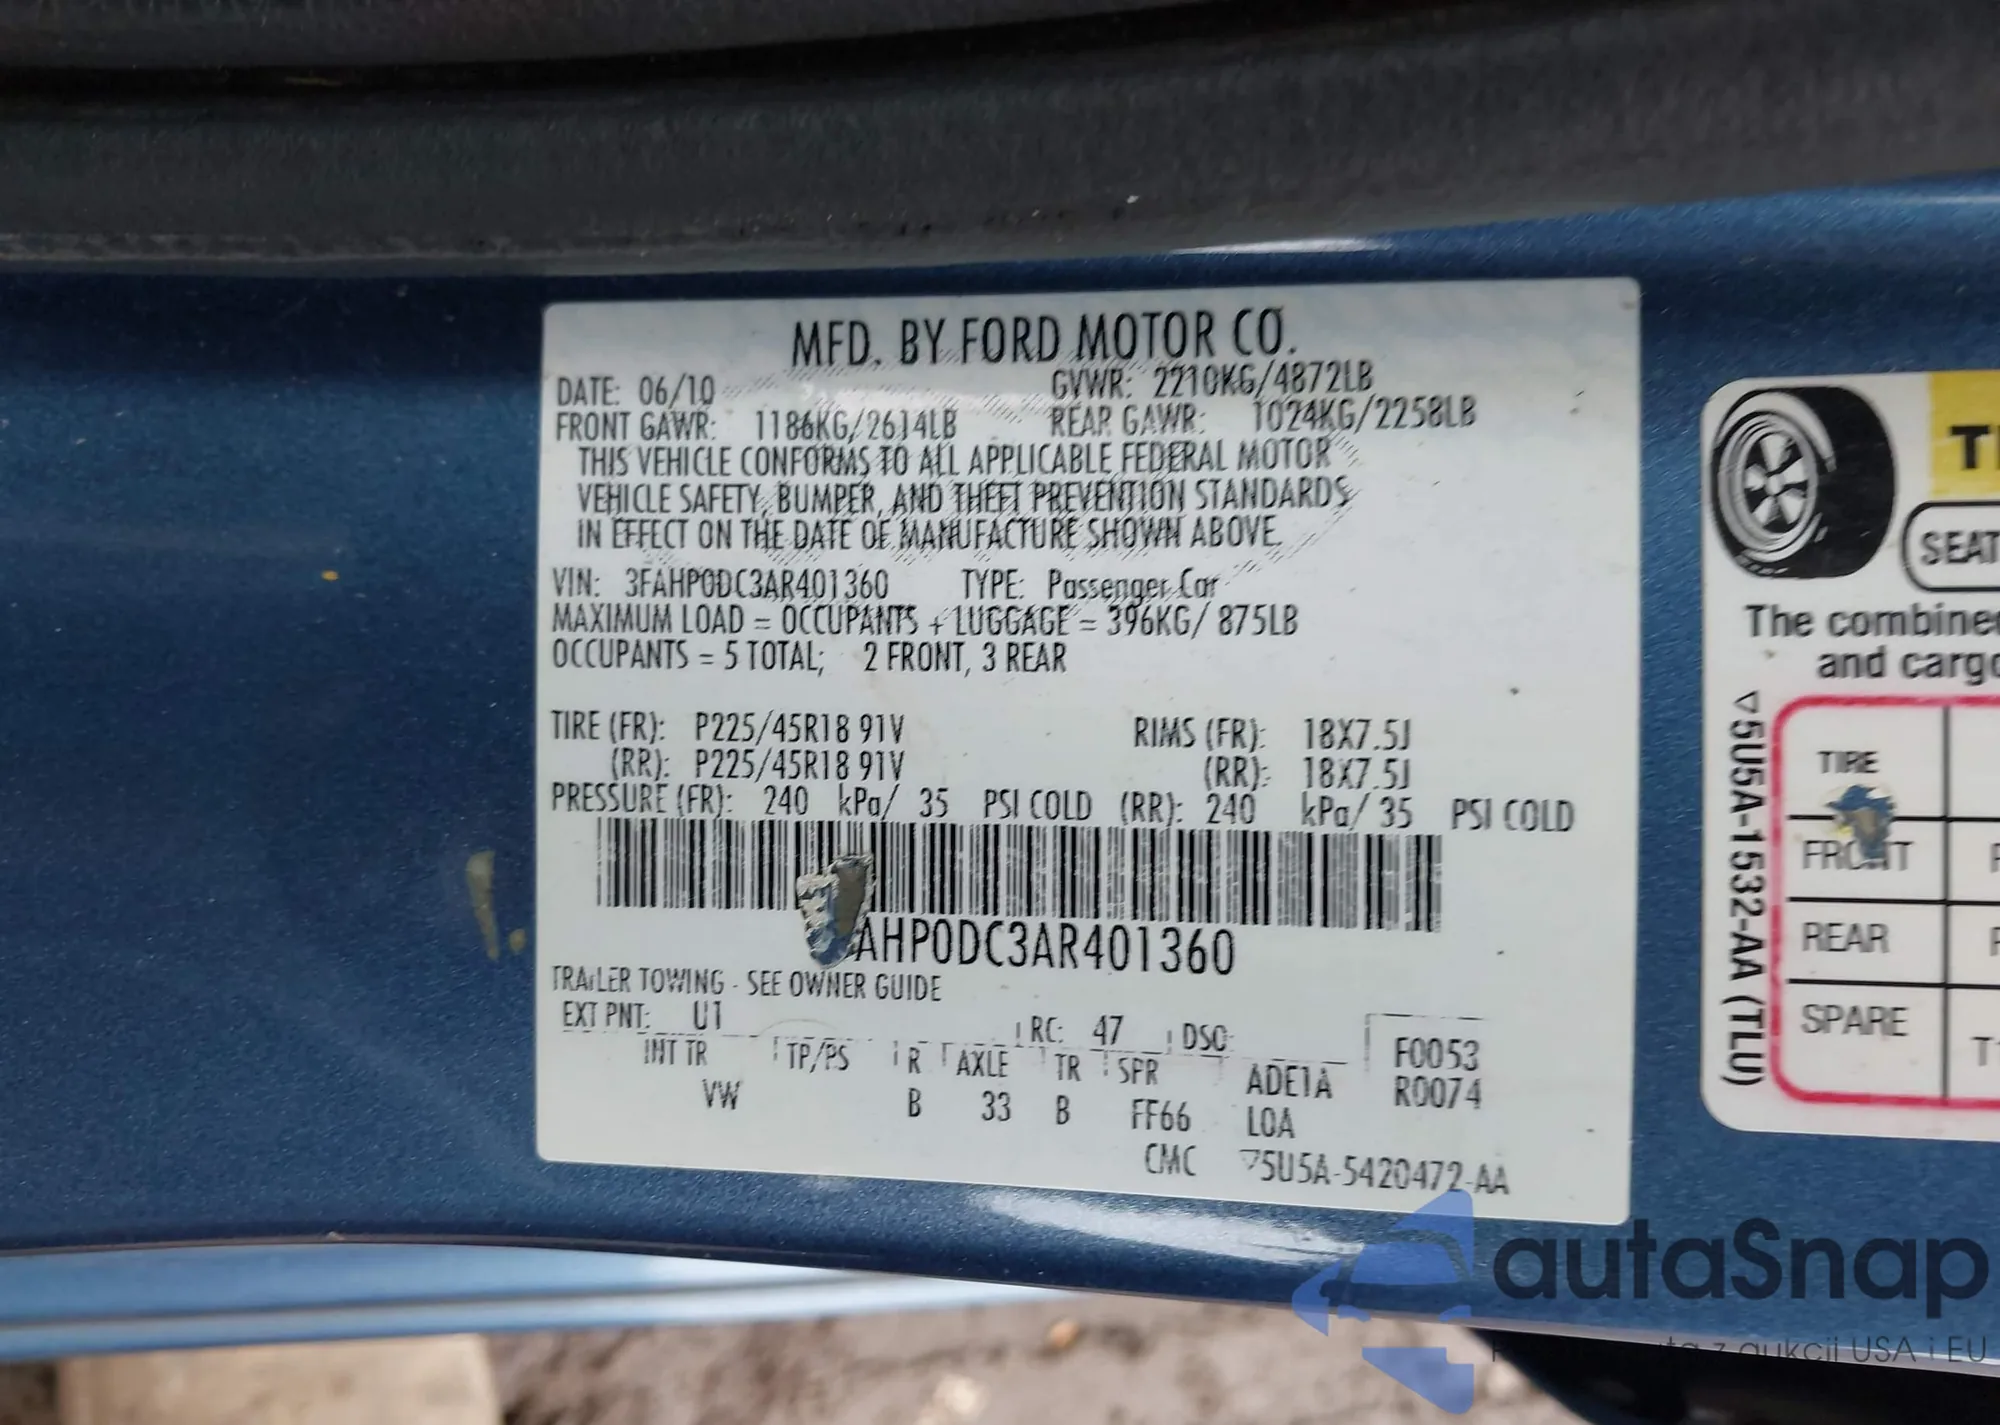 MFD. BY FORD MOTOR CO.
DATE: 06/10 GVWR: 2210KG/4872LB
FRONT GAWR: 1186KG/2614LB REAR GAWR: 1024KG/2258LB
THIS VEHICLE CONFORMS TO ALL APPLICABLE FEDERAL MOTOR
VEHICLE SAFETY, BUMPER, AND THEFT PREVENTION STANDARDS
IN EFFECT ON THE DATE OF MANUFACTURE SHOWN ABOVE.
VIN: 3FAHP0DC3AR401360 TYPE: Passenger Car
MAXIMUM LOAD = OCCUPANTS + LUGGAGE = 396KG/ 875LB
OCCUPANTS = 5 TOTAL; 2 FRONT, 3 REAR
TIRE (FR): P225/45R18 91V RIMS (FR): 18X7.5J
(RR): P225/45R18 91V (RR): 18X7.5J
PRESSURE (FR): 240 kPa/ 35 PSI COLD (RR): 240 kPa/ 35 PSI COLD
AHP0DC3AR401360
TRAILER TOWING - SEE OWNER GUIDE
EXT PNT: U1 RC: 47 DSO:
INT TR TP/PS R AXLE TR SPR F0053
VW B 33 B FF66 ADE1A R0074
LOA
CMC ▽5U5A-5420472-AA
SEAT
The combined
and cargo
TIRE
FRONT
REAR
SPARE
▽5U5A-1532-AA (TLU)
autaSnap
z aukcji USA i EU